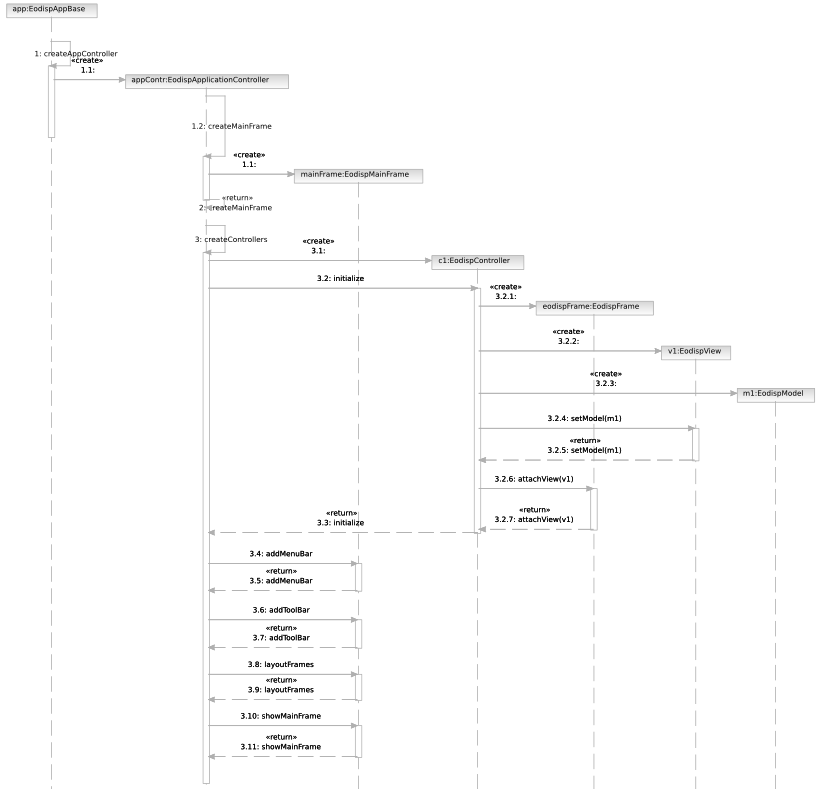 app:EodispAppBase
1: createAppController
«create»
1.1:
appContr:EodispApplicationController
1.2: createMainFrame
«create»
1.1:
mainFrame:EodispMainFrame
«return»
2: createMainFrame
3: createControllers
«create»
3.1:
c1:EodispController
3.2: initialize
«create»
3.2.1:
eodispFrame:EodispFrame
«create»
3.2.2:
v1:EodispView
«create»
3.2.3:
m1:EodispModel
3.2.4: setModel(m1)
«return»
3.2.5: setModel(m1)
3.2.6: attachView(v1)
«return»
3.2.7: attachView(v1)
«return»
3.3: initialize
3.4: addMenuBar
«return»
3.5: addMenuBar
3.6: addToolBar
«return»
3.7: addToolBar
3.8: layoutFrames
«return»
3.9: layoutFrames
3.10: showMainFrame
«return»
3.11: showMainFrame